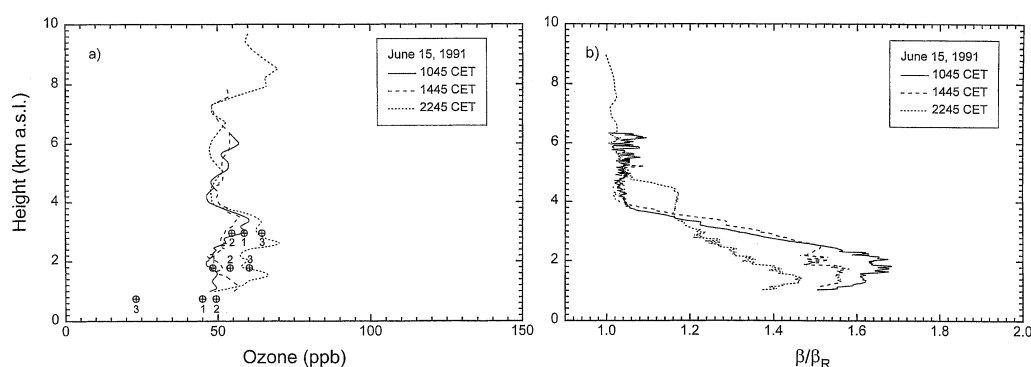 a)
June 15, 1991
1045 CET
1445 CET
2245 CET
10
8
6
4
2
0
Height (km a.s.l.)
2 1 3
2 3
3 1 2
0 50 100 150
Ozone (ppb)
b)
June 15, 1991
1045 CET
1445 CET
2245 CET
10
8
6
4
2
0
1.0 1.2 1.4 1.6 1.8 2.0
β/βR